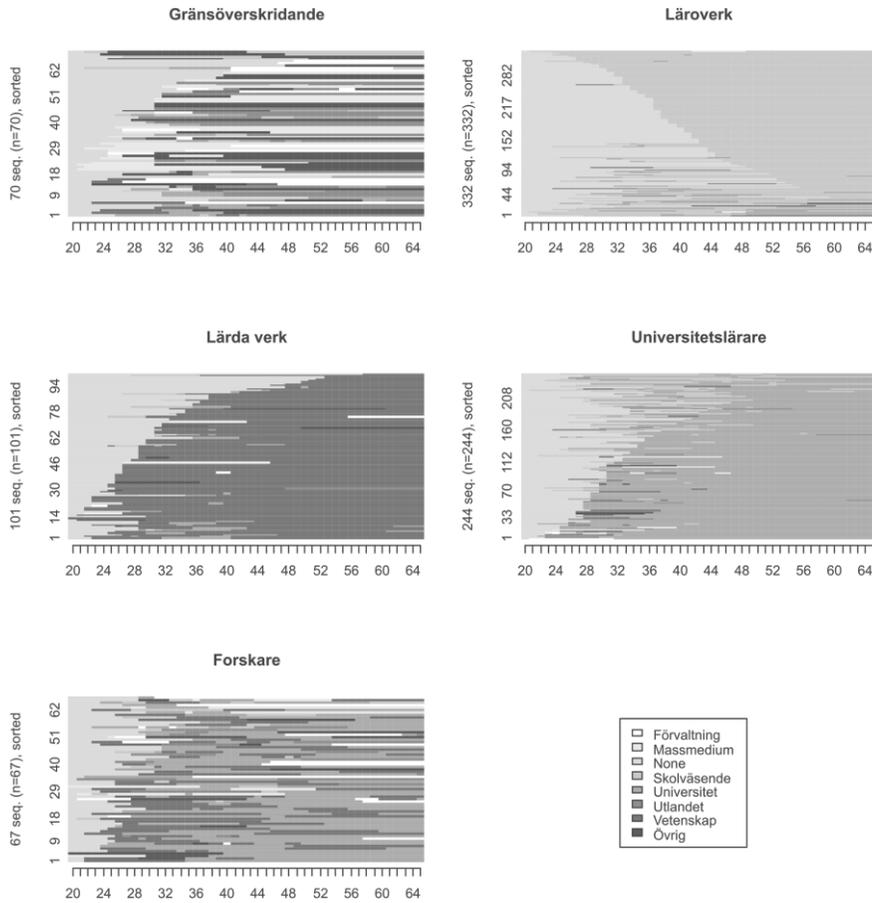 Gränsöverskridande
70 seq. (n=70), sorted
1 9 18 29 40 51 62
20 24 28 32 36 40 44 48 52 56 60 64
Läroverk
332 seq. (n=332), sorted
1 44 94 152 217 282
20 24 28 32 36 40 44 48 52 56 60 64
Lärda verk
101 seq. (n=101), sorted
1 14 30 46 62 78 94
20 24 28 32 36 40 44 48 52 56 60 64
Universitetslärare
244 seq. (n=244), sorted
1 33 70 112 160 208
20 24 28 32 36 40 44 48 52 56 60 64
Forskare
67 seq. (n=67), sorted
1 9 18 29 40 51 62
20 24 28 32 36 40 44 48 52 56 60 64
Förvaltning
Massmedium
None
Skolväsende
Universitet
Utlandet
Vetenskap
Övrig